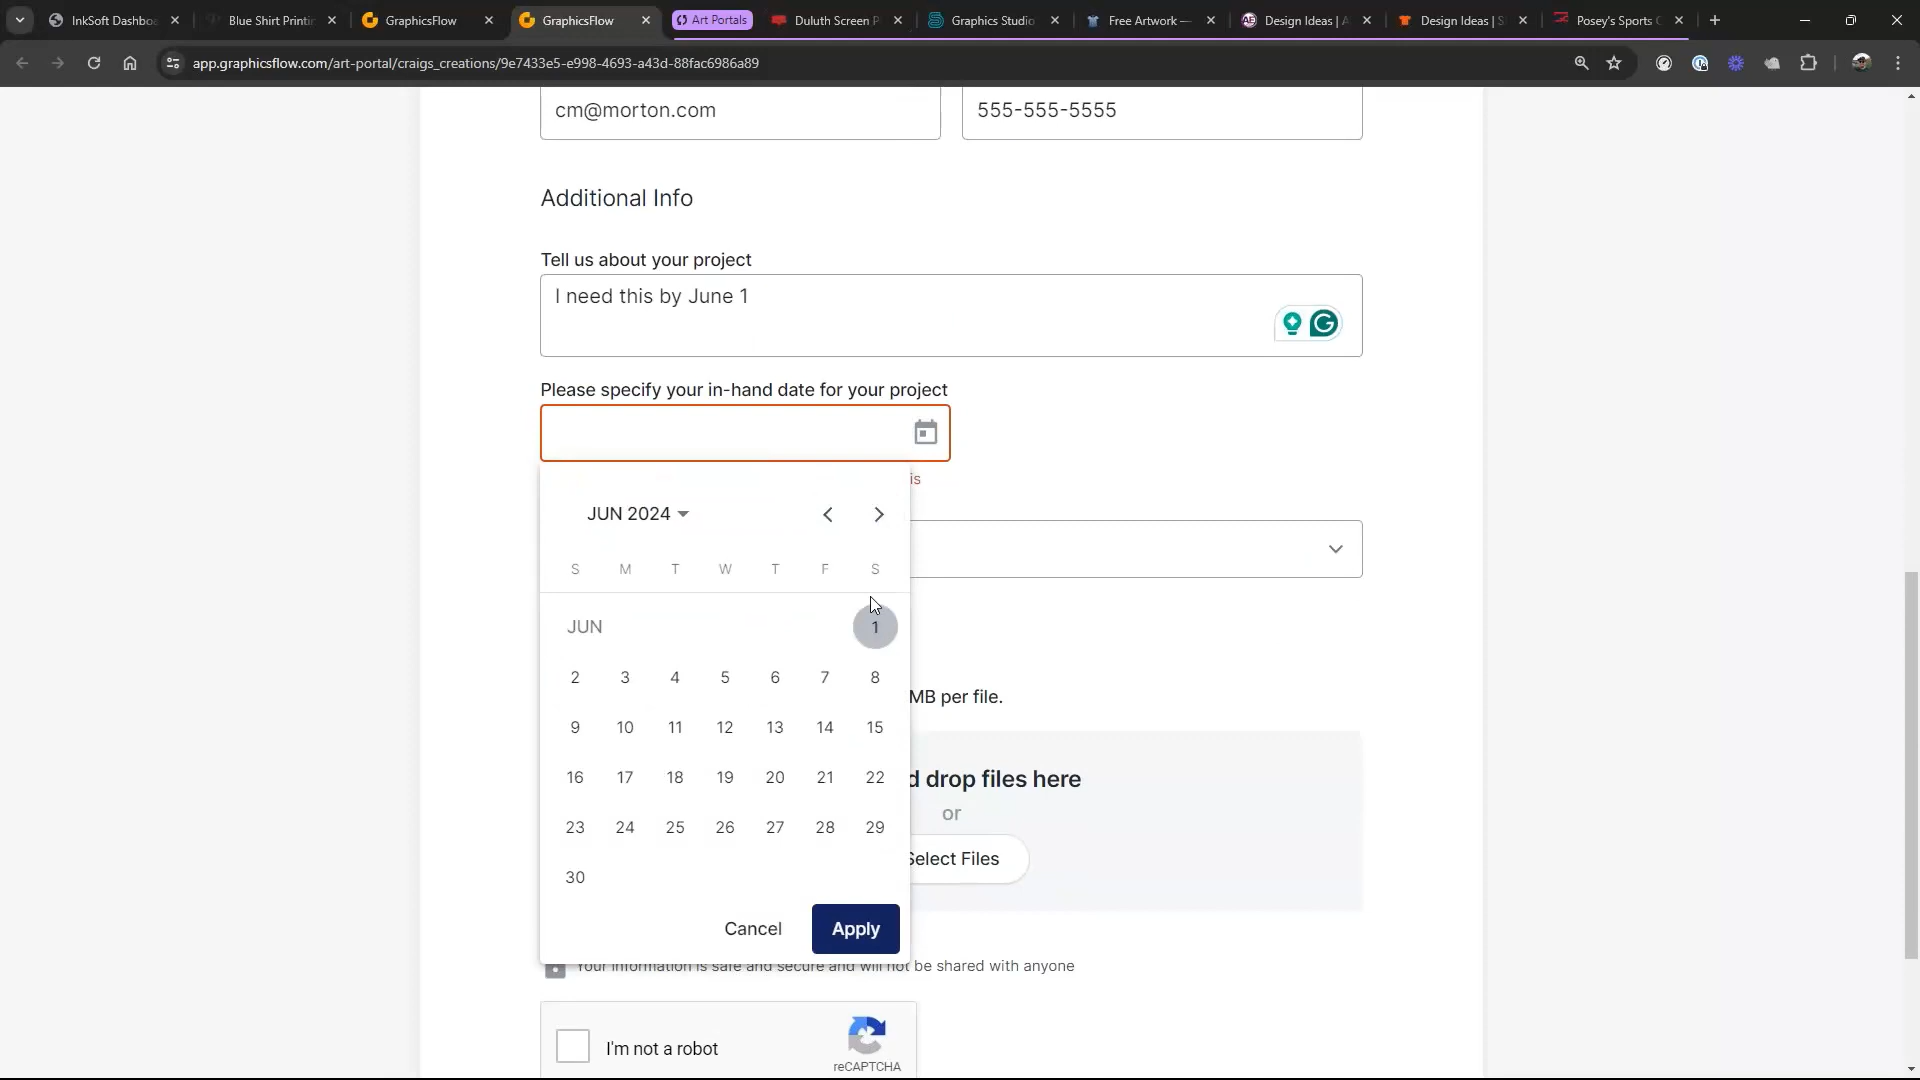 InkSoft Dashbo
Blue Shirt Printi
GraphicsFlow
GraphicsFlow
Art Portals
Duluth Screen P
Graphics Studio
Free Artwork —
Design Ideas | A
Design Ideas | S
Posey's Sports C
app.graphicsflow.com/art-portal/craigs_creations/9e7433e5-e998-4693-a43d-88fac6986a89
cm@morton.com
555-555-5555
Additional Info
Tell us about your project
I need this by June 1
Please specify your in-hand date for your project
is
JUN 2024
S M T W T F S
JUN 1
2 3 4 5 6 7 8
9 10 11 12 13 14 15
16 17 18 19 20 21 22
23 24 25 26 27 28 29
30
Cancel
Apply
MB per file.
d drop files here
or
Select Files
Your information is safe and secure and will not be shared with anyone
I'm not a robot
reCAPTCHA